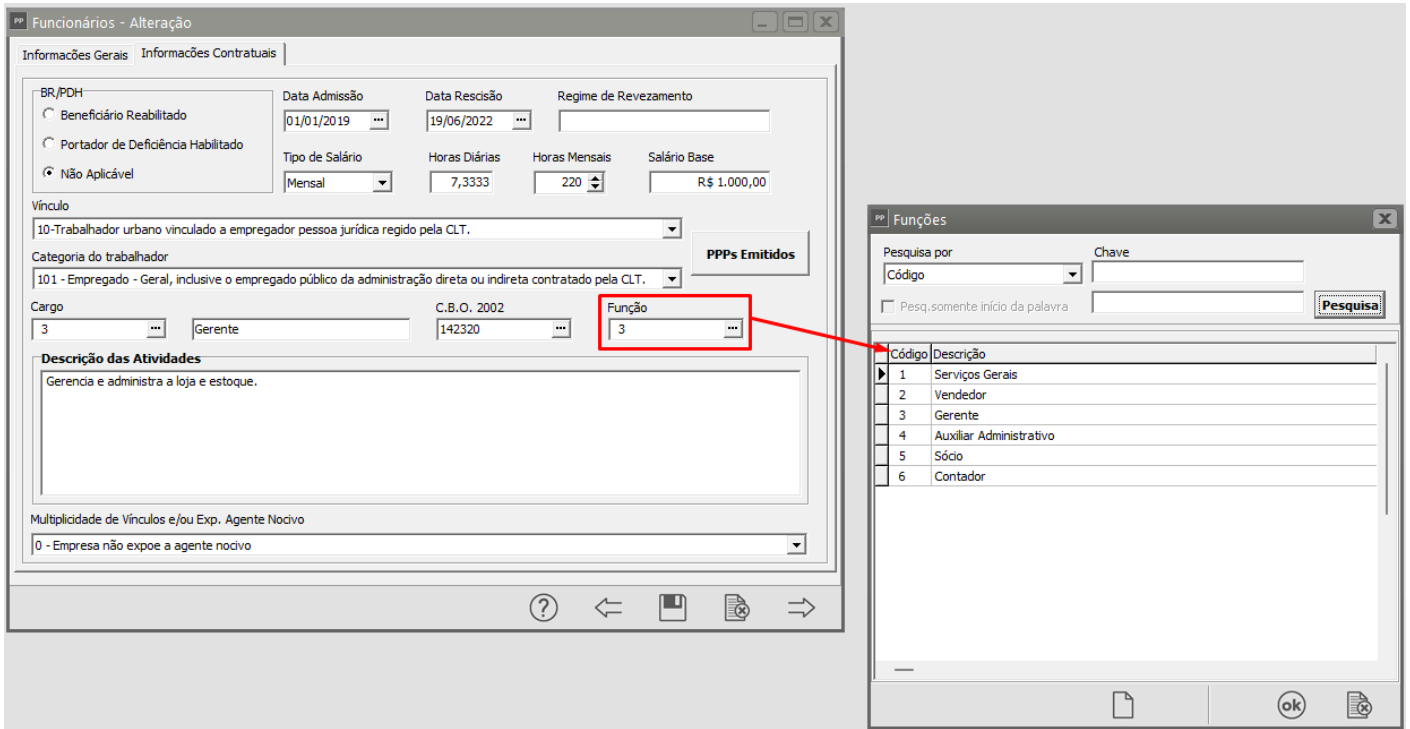 PP Funcionários - Alteração
Informacões Gerais Informacões Contratuais
BR/PDH
Beneficiário Reabilitado
Portador de Deficiência Habilitado
Não Aplicável
Data Admissão Data Rescisão Regime de Revezamento
01/01/2019 ... 19/06/2022 ...
Tipo de Salário Horas Diárias Horas Mensais Salário Base
Mensal 7,3333 220 R$ 1.000,00
Vínculo
10-Trabalhador urbano vinculado a empregador pessoa jurídica regido pela CLT.
Categoria do trabalhador
101 - Empregado - Geral, inclusive o empregado público da administração direta ou indireta contratado pela CLT.
PPPs Emitidos
Cargo C.B.O. 2002 Função
3 ... Gerente 142320 ... 3 ...
Descrição das Atividades
Gerencia e administra a loja e estoque.
Multiplicidade de Vínculos e/ou Exp. Agente Nocivo
0 - Empresa não expoe a agente nocivo
?
PP Funções
Pesquisa por Chave
Código
Pesq.somente início da palavra Pesquisa
Código Descrição
1 Serviços Gerais
2 Vendedor
3 Gerente
4 Auxiliar Administrativo
5 Sócio
6 Contador
ok